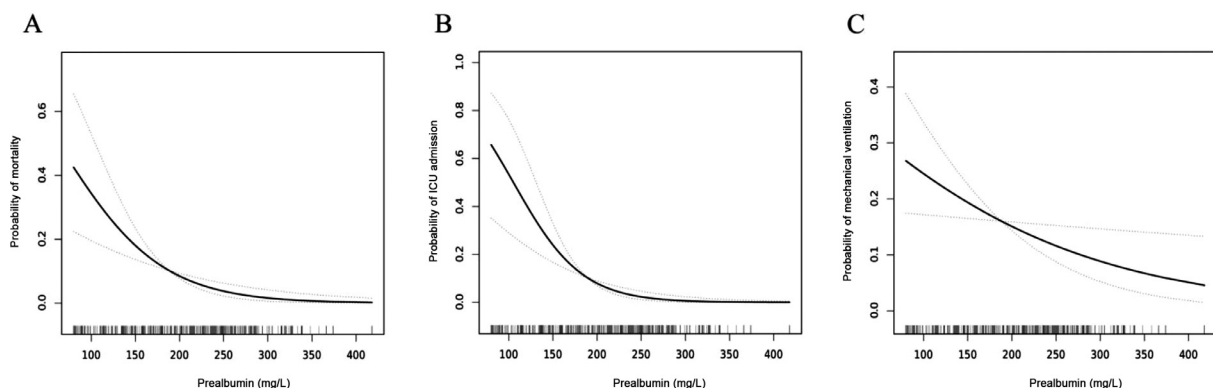 A
B
C
Probability of mortality
0.6
0.4
0.2
0.0
100 150 200 250 300 350 400
Prealbumin (mg/L)
Probability of ICU admission
1.0
0.8
0.6
0.4
0.2
0.0
100 150 200 250 300 350 400
Prealbumin (mg/L)
Probability of mechanical ventilation
0.4
0.3
0.2
0.1
0.0
100 150 200 250 300 350 400
Prealbumin (mg/L)